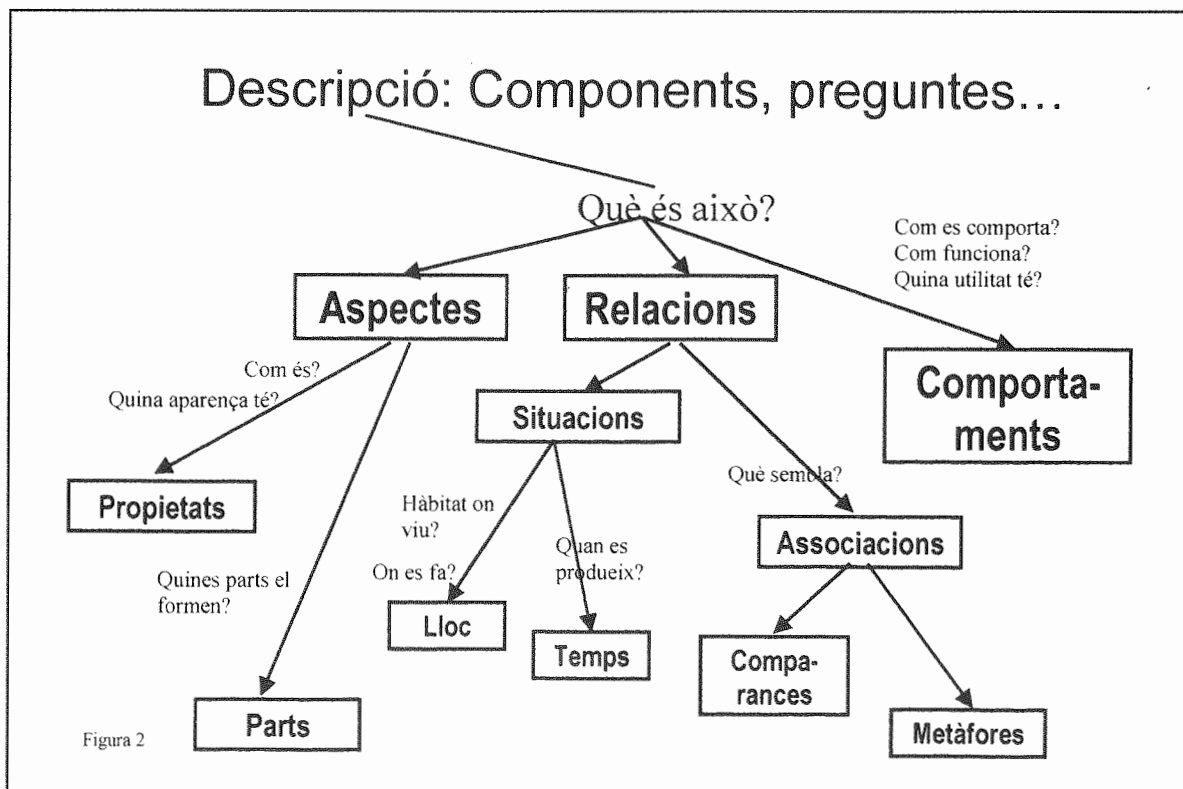 Descripció: Components, preguntes...
Què és això?
Com es comporta?
Com funciona?
Quina utilitat té?
Aspectes
Relacions
Comporta-
ments
Com és?
Quina aparença té?
Situacions
Què sembla?
Propietats
Hàbitat on
viu?
On es fa?
Quan es
produeix?
Associacions
Quines parts el
formen?
Lloc
Temps
Compa-
rances
Parts
Metàfores
Figura 2